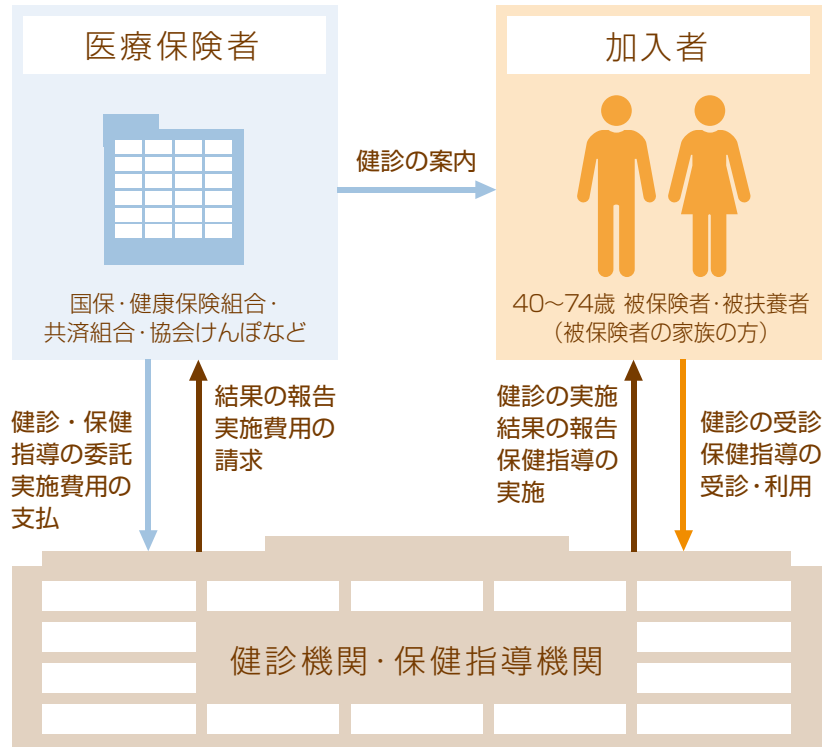 医療保険者
加入者
健診の案内
国保・健康保険組合・
共済組合・協会けんぽなど
40〜74歳 被保険者・被扶養者
（被保険者の家族の方）
健診・保健
指導の委託
実施費用の
支払
結果の報告
実施費用の
請求
健診の実施
結果の報告
保健指導の
実施
健診の受診
保健指導の
受診・利用
健診機関・保健指導機関